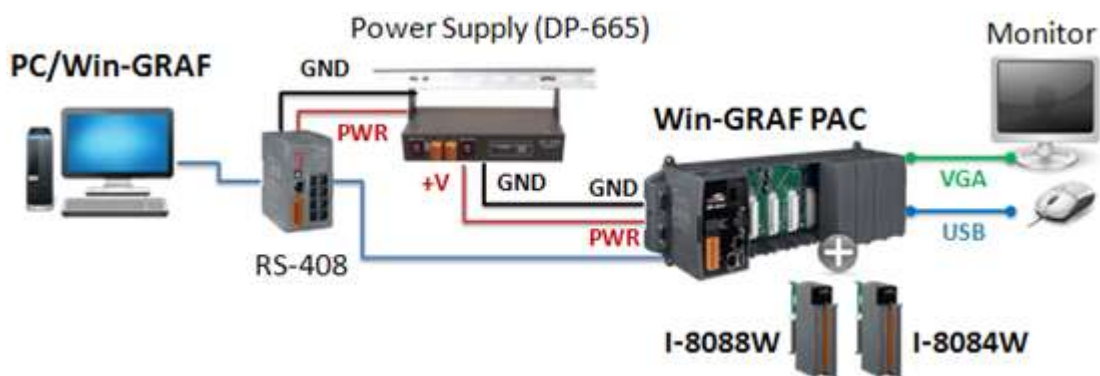 Power Supply (DP-665)
Monitor
PC/Win-GRAF
GND
PWR
Win-GRAF PAC
+V
GND
GND
PWR
VGA
USB
RS-408
I-8088W
I-8084W